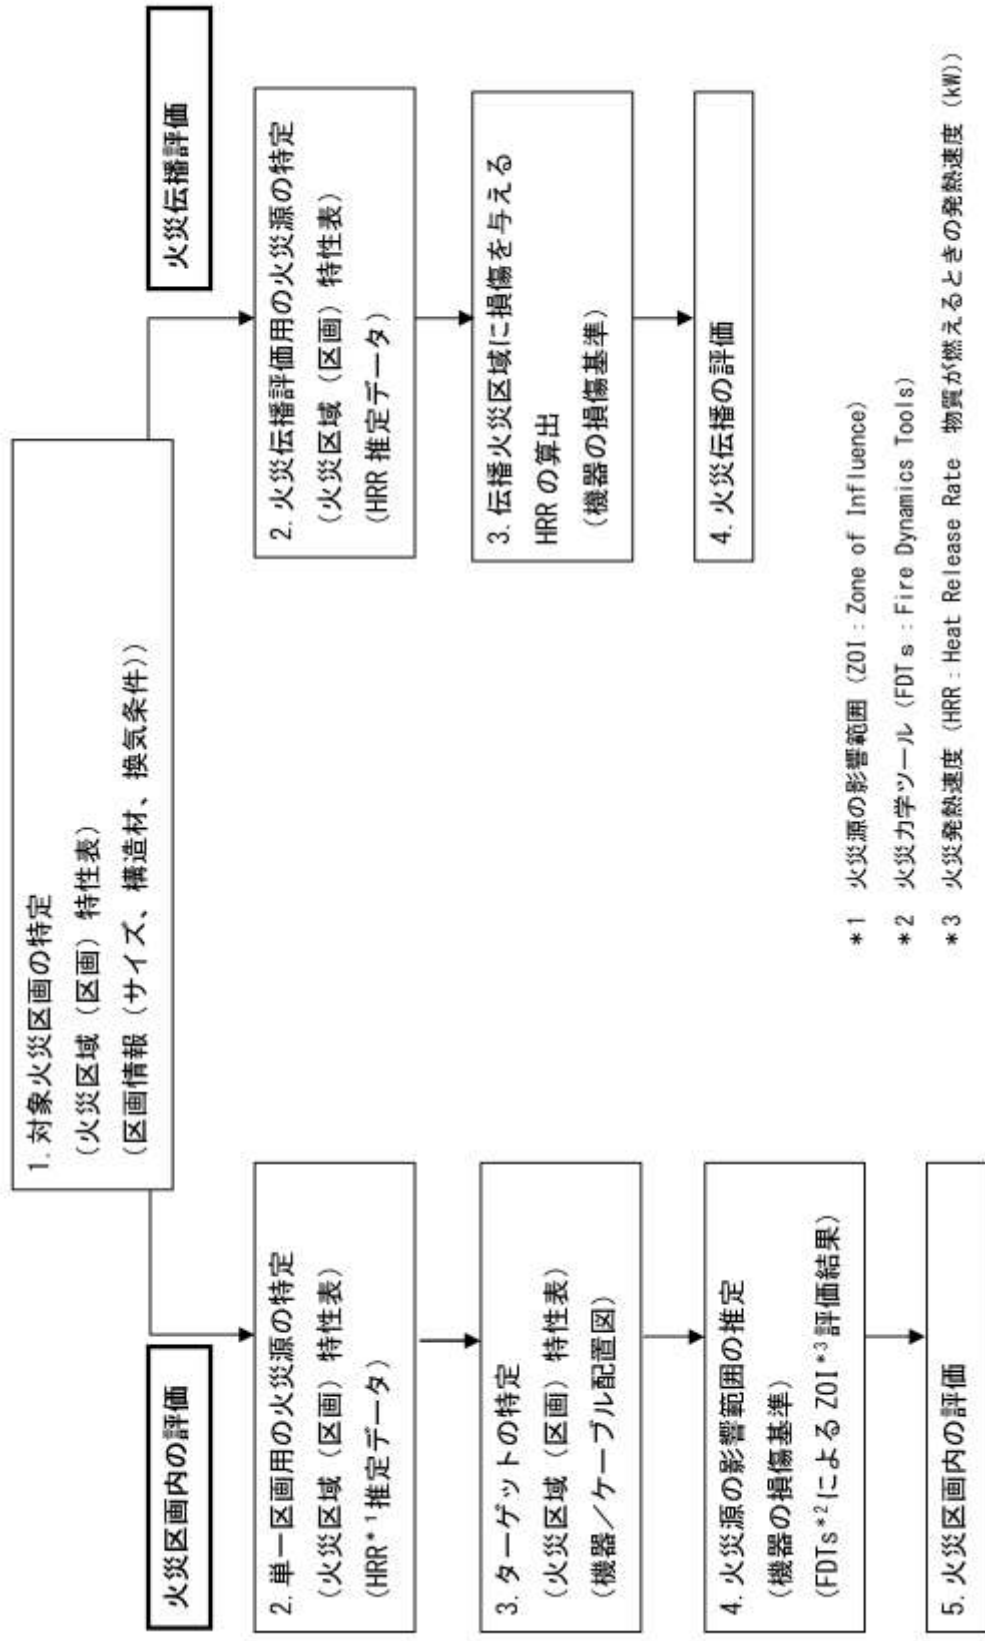 1. 対象火災区画の特定
（火災区域（区画）特性表）
（区画情報（サイズ、構造材、換気条件））
火災区画内の評価
2. 単一区画用の火災源の特定
（火災区域（区画）特性表）
（HRR*1推定データ）
3. ターゲットの特定
（火災区域（区画）特性表）
（機器／ケーブル配置図）
4. 火災源の影響範囲の推定
（機器の損傷基準）
（FDTs*2による ZOI*3評価結果）
5. 火災区画内の評価
火災伝播評価
2. 火災伝播評価用の火災源の特定
（火災区域（区画）特性表）
（HRR 推定データ）
3. 伝播火災区域に損傷を与える
HRR の算出
（機器の損傷基準）
4. 火災伝播の評価
*1 火災源の影響範囲（ZOI：Zone of Influence）
*2 火災力学ツール（FDTｓ：Fire Dynamics Tools）
*3 火災発熱速度（HRR：Heat Release Rate 物質が燃えるときの発熱速度（kW））